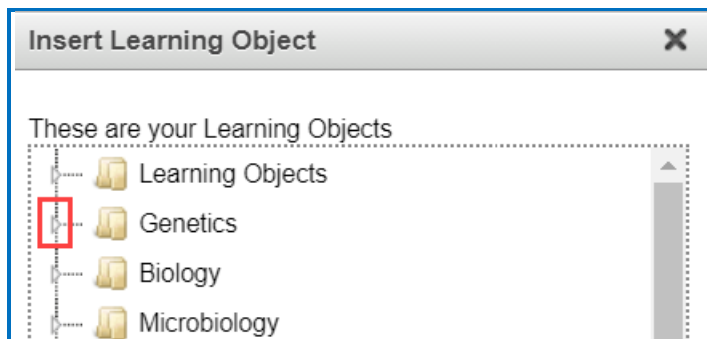 Insert Learning Object
These are your Learning Objects
Learning Objects
Genetics
Biology
Microbiology